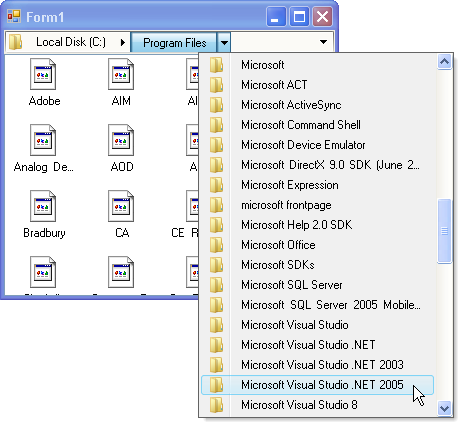 Form1
Local Disk (C:) Program Files
Adobe AIM AI
Analog De... AOD A
Bradbury CA CE R
Microsoft
Microsoft ACT
Microsoft ActiveSync
Microsoft Command Shell
Microsoft Device Emulator
Microsoft DirectX 9.0 SDK (June 2...
Microsoft Expression
microsoft frontpage
Microsoft Help 2.0 SDK
Microsoft Office
Microsoft SDKs
Microsoft SQL Server
Microsoft SQL Server 2005 Mobile...
Microsoft Visual Studio
Microsoft Visual Studio .NET
Microsoft Visual Studio .NET 2003
Microsoft Visual Studio .NET 2005
Microsoft Visual Studio 8